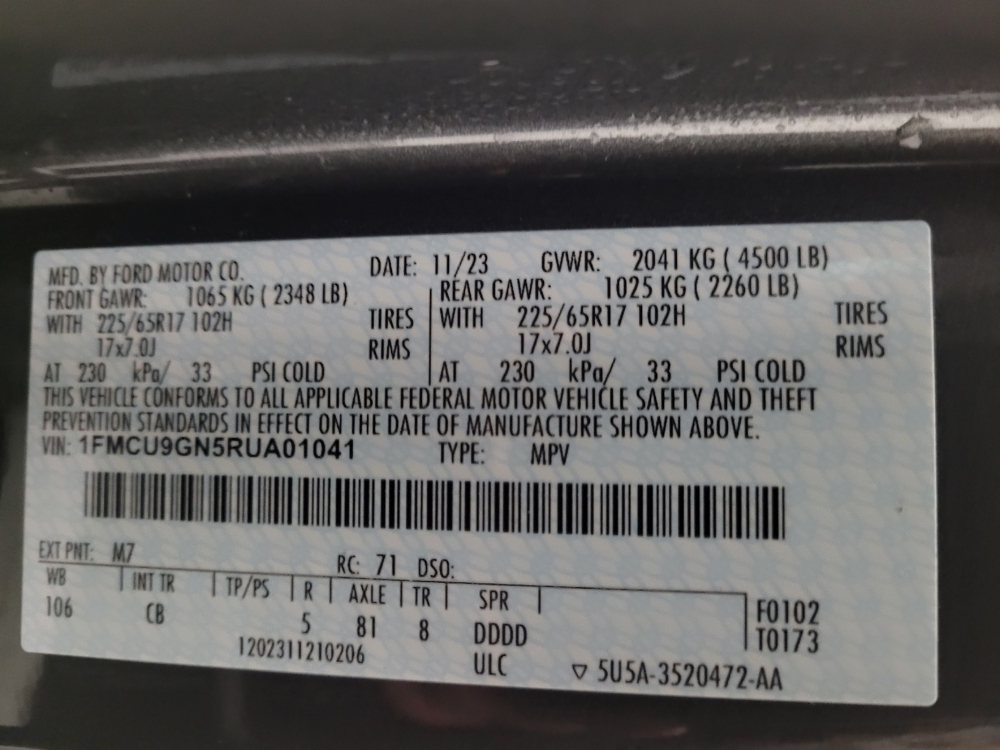 MFD. BY FORD MOTOR CO. DATE: 11/23 GVWR: 2041 KG ( 4500 LB)
FRONT GAWR: 1065 KG ( 2348 LB) REAR GAWR: 1025 KG ( 2260 LB)
WITH 225/65R17 102H TIRES WITH 225/65R17 102H TIRES
17x7.0J RIMS 17x7.0J RIMS
AT 230 kPa/ 33 PSI COLD AT 230 kPa/ 33 PSI COLD
THIS VEHICLE CONFORMS TO ALL APPLICABLE FEDERAL MOTOR VEHICLE SAFETY AND THEFT
PREVENTION STANDARDS IN EFFECT ON THE DATE OF MANUFACTURE SHOWN ABOVE.
VIN: 1FMCU9GN5RUA01041 TYPE: MPV
EXT PNT: M7 RC: 71 DSO:
WB INT TR TP/PS R AXLE TR SPR
106 CB 5 81 8 DDDD F0102
T0173
1202311210206 ULC ▽ 5U5A-3520472-AA